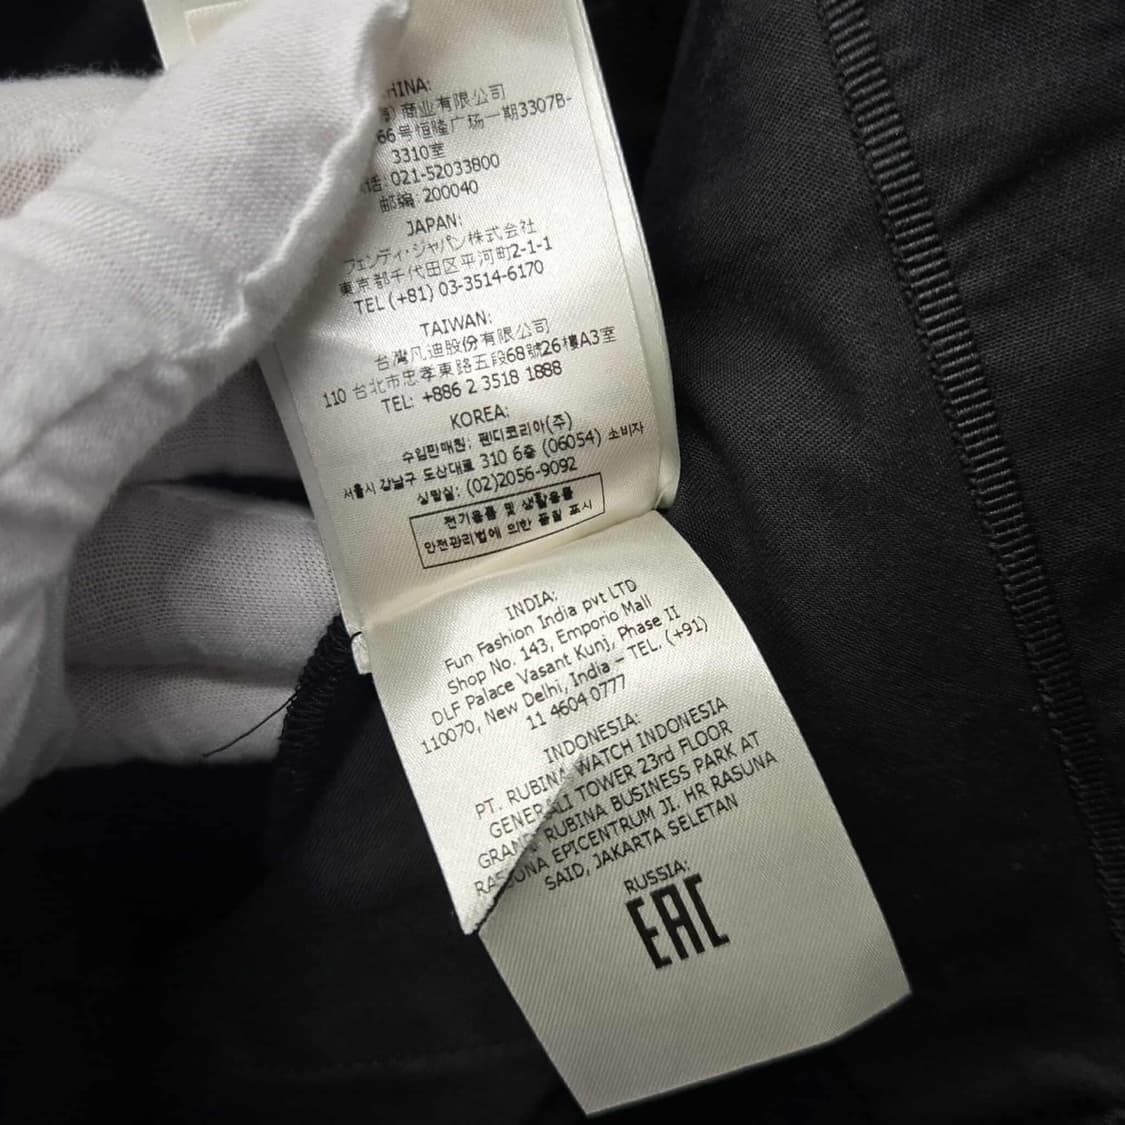 HINA:
商业有限公司
66号恒隆广场一期3307B-
3310室
话: 021-52033800
邮编: 200040
JAPAN:
フェンディ・ジャパン株式会社
東京都千代田区平河町2-1-1
TEL (+81) 03-3514-6170
TAIWAN:
台灣凡迪股份有限公司
110 台北市忠孝東路五段68號26樓A3室
TEL: +886 2 3518 1888
KOREA:
수입판매원: 펜디코리아(주)
서울시 강남구 도산대로 310 6층 (06054) 소비자
상담실: (02)2056-9092
전기용품 및 생활용품
안전관리법에 의한 품질 표시
INDIA:
Fun Fashion India pvt LTD
Shop No. 143, Emporio Mall
DLF Palace Vasant Kunj, Phase II
110070, New Delhi, India – TEL. (+91)
11 4604 0777
INDONESIA:
PT. RUBINA WATCH INDONESIA
GENERALI TOWER 23rd FLOOR
GRAND RUBINA BUSINESS PARK AT
RASUNA EPICENTRUM JI. HR RASUNA
SAID, JAKARTA SELETAN
RUSSIA:
EAC